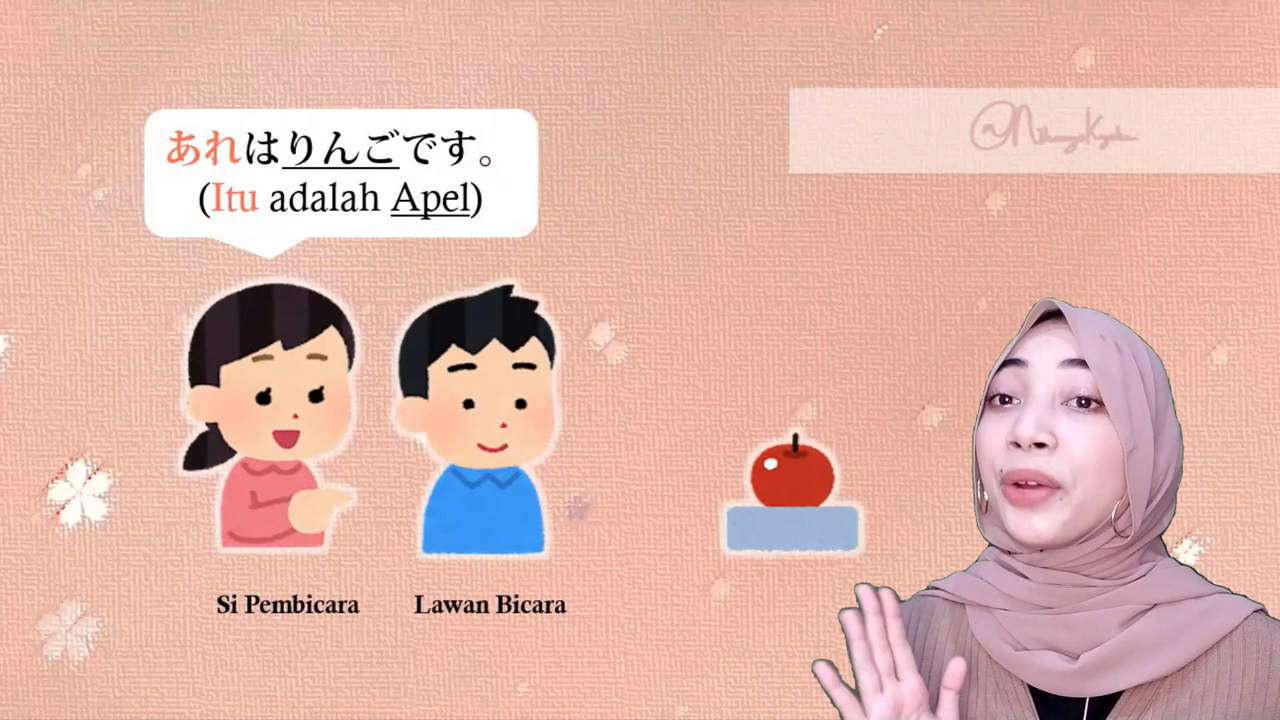 あれはりんごです。
(Itu adalah Apel)
Si Pembicara
Lawan Bicara